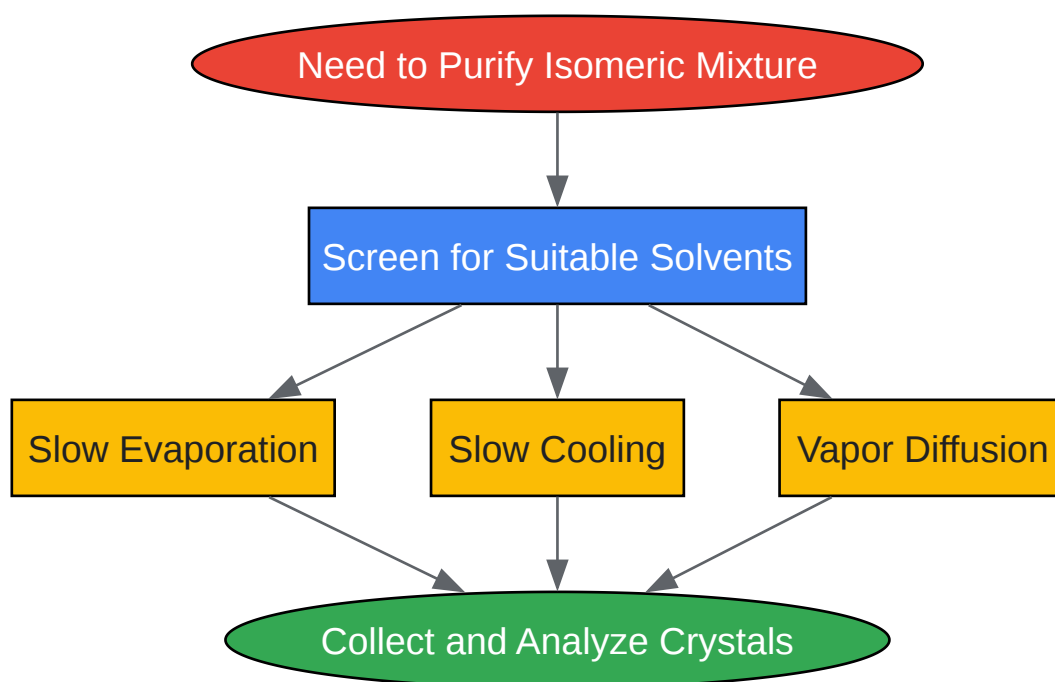 Need to Purify Isomeric Mixture
Screen for Suitable Solvents
Slow Evaporation
Slow Cooling
Vapor Diffusion
Collect and Analyze Crystals